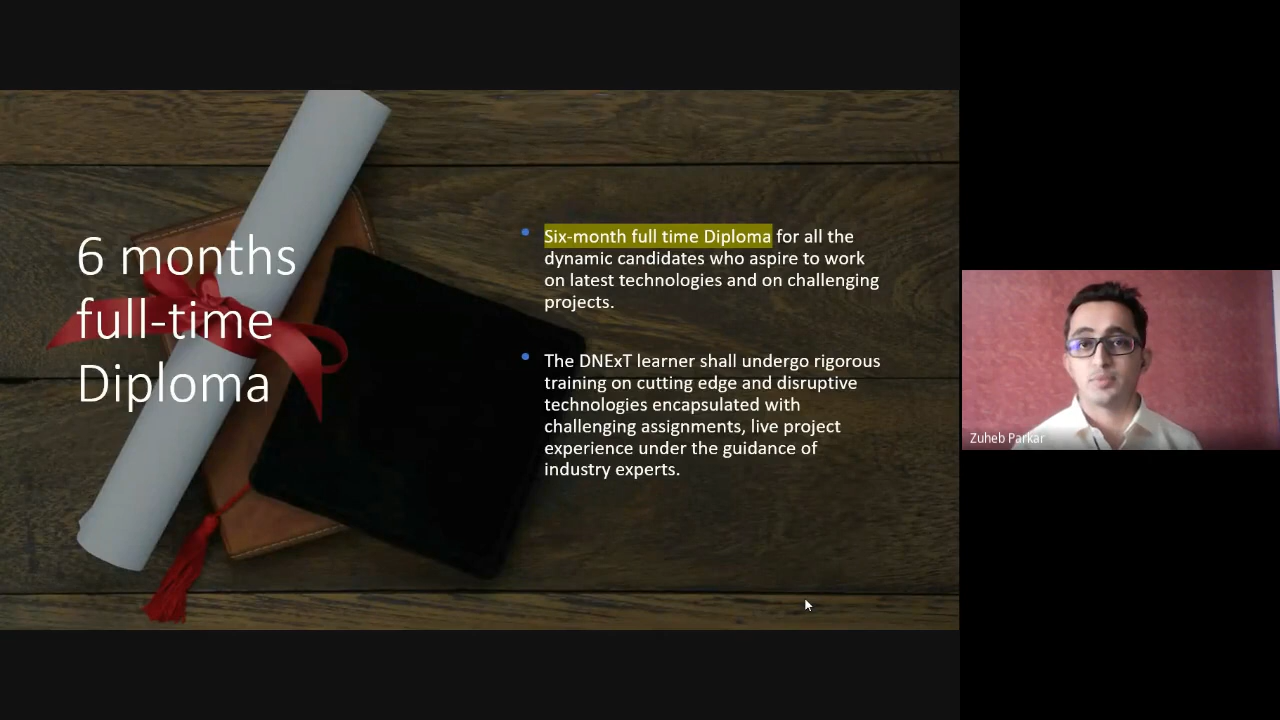 6 months
full-time
Diploma
Six-month full time Diploma for all the
dynamic candidates who aspire to work
on latest technologies and on challenging
projects.
The DNExT learner shall undergo rigorous
training on cutting edge and disruptive
technologies encapsulated with
challenging assignments, live project
experience under the guidance of
industry experts.
Zuheb Parkar